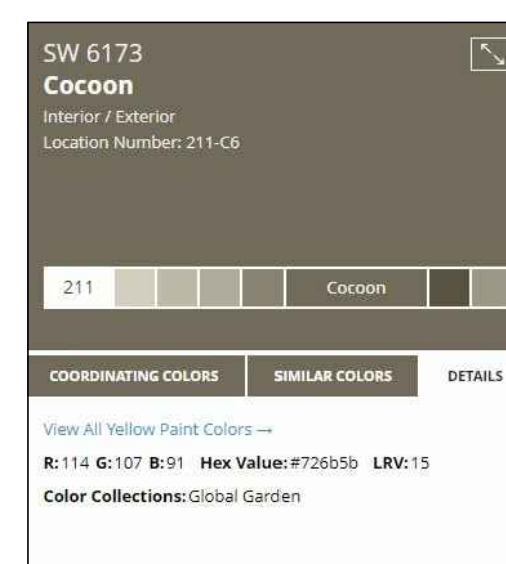 SW 6173
Cocoon
Interior / Exterior
Location Number: 211-C6
211 Cocoon
COORDINATING COLORS SIMILAR COLORS DETAILS
View All Yellow Paint Colors →
R: 114 G: 107 B: 91 Hex Value: #726b5b LRV: 15
Color Collections: Global Garden